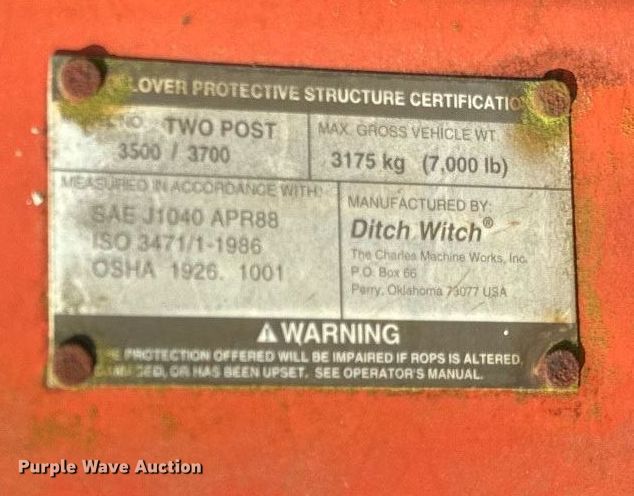 LOVER PROTECTIVE STRUCTURE CERTIFICATIO
NO. TWO POST
3500 / 3700
MAX. GROSS VEHICLE WT.
3175 kg (7,000 lb)
MEASURED IN ACCORDANCE WITH:
SAE J1040 APR88
ISO 3471/1-1986
OSHA 1926. 1001
MANUFACTURED BY:
Ditch Witch®
The Charles Machine Works, Inc.
P.O. Box 66
Perry, Oklahoma 73077 USA
⚠ WARNING
PROTECTION OFFERED WILL BE IMPAIRED IF ROPS IS ALTERED,
OR HAS BEEN UPSET. SEE OPERATOR'S MANUAL.
Purple Wave Auction